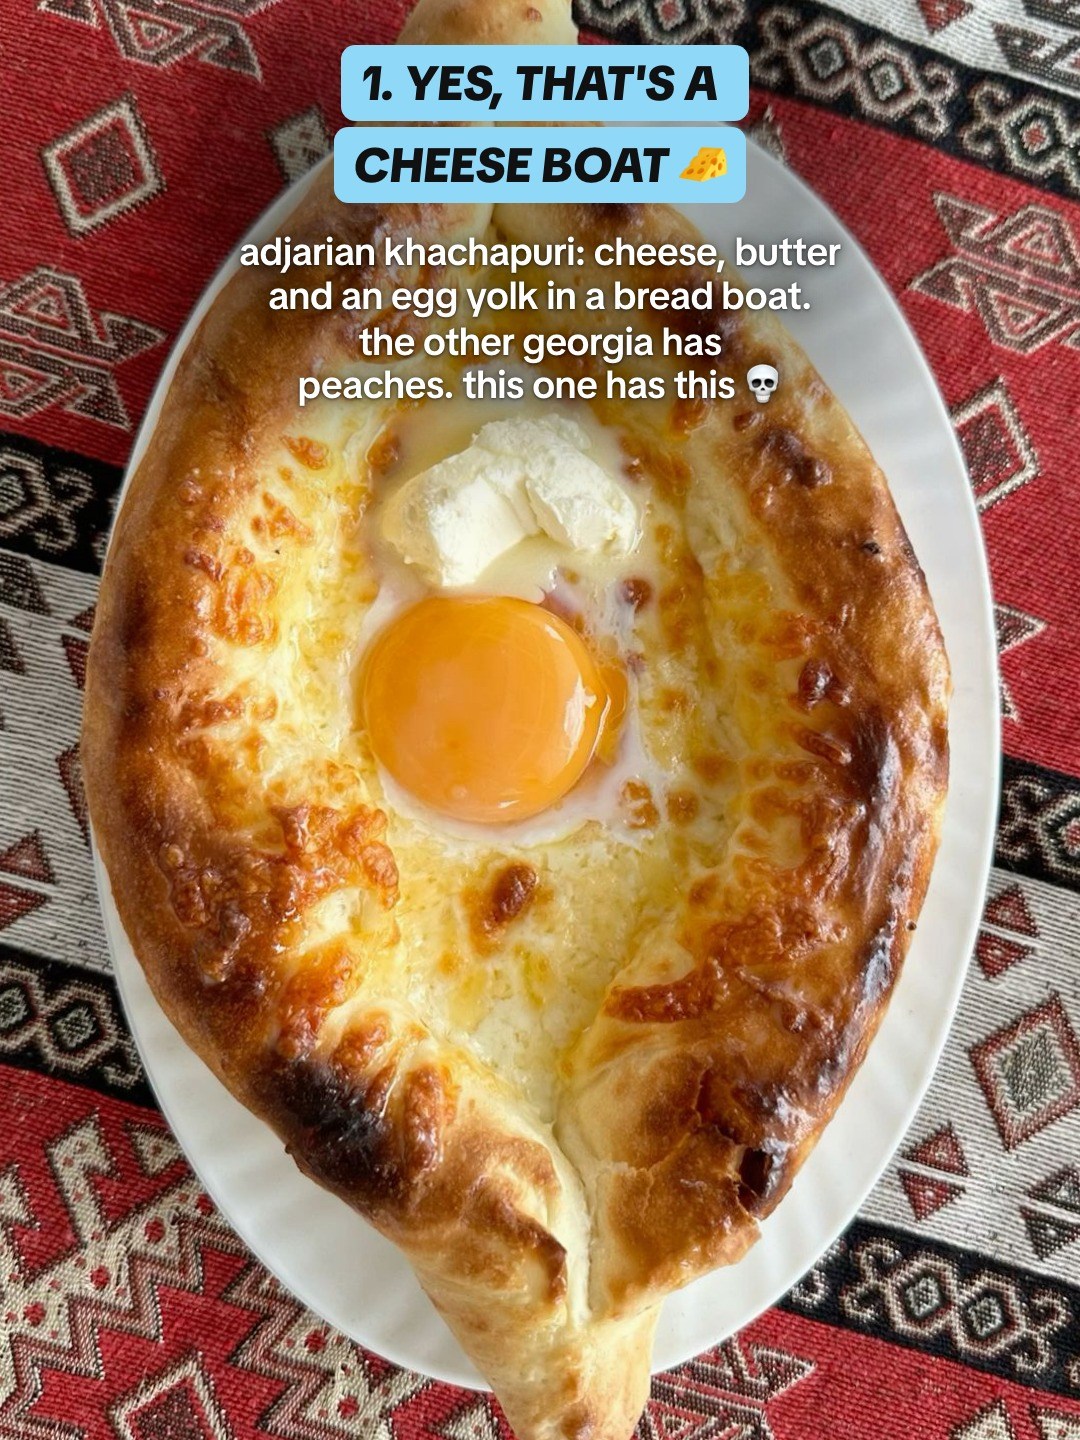 1. YES, THAT'S A
CHEESE BOAT 🧀
adjarian khachapuri: cheese, butter
and an egg yolk in a bread boat.
the other georgia has
peaches. this one has this 💀